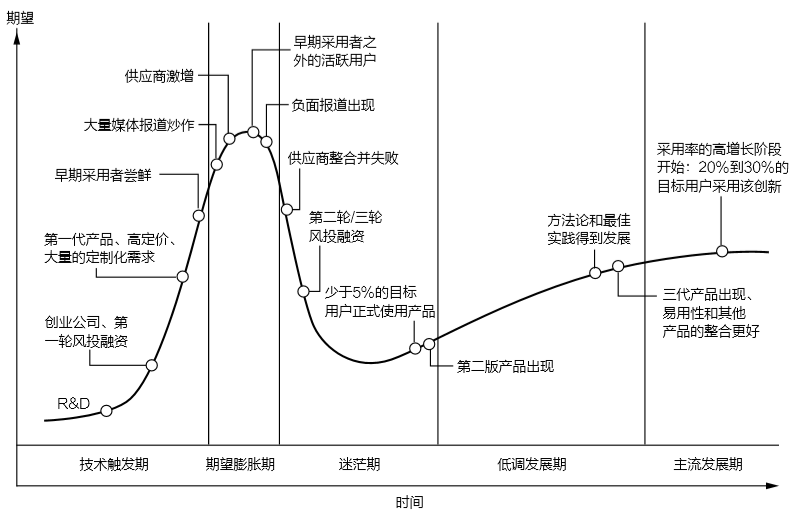 期望
早期采用者之
外的活跃用户
供应商激增
负面报道出现
大量媒体报道炒作
供应商整合并失败
早期采用者尝鲜
采用率的高增长阶段
开始：20%到30%的
目标用户采用该创新
第二轮/三轮
风投融资
方法论和最佳
实践得到发展
第一代产品、高定价、
大量的定制化需求
少于5%的目标
用户正式使用产品
三代产品出现、
易用性和其他
产品的整合更好
创业公司、第
一轮风投融资
第二版产品出现
R&D
技术触发期
期望膨胀期
迷茫期
低调发展期
主流发展期
时间